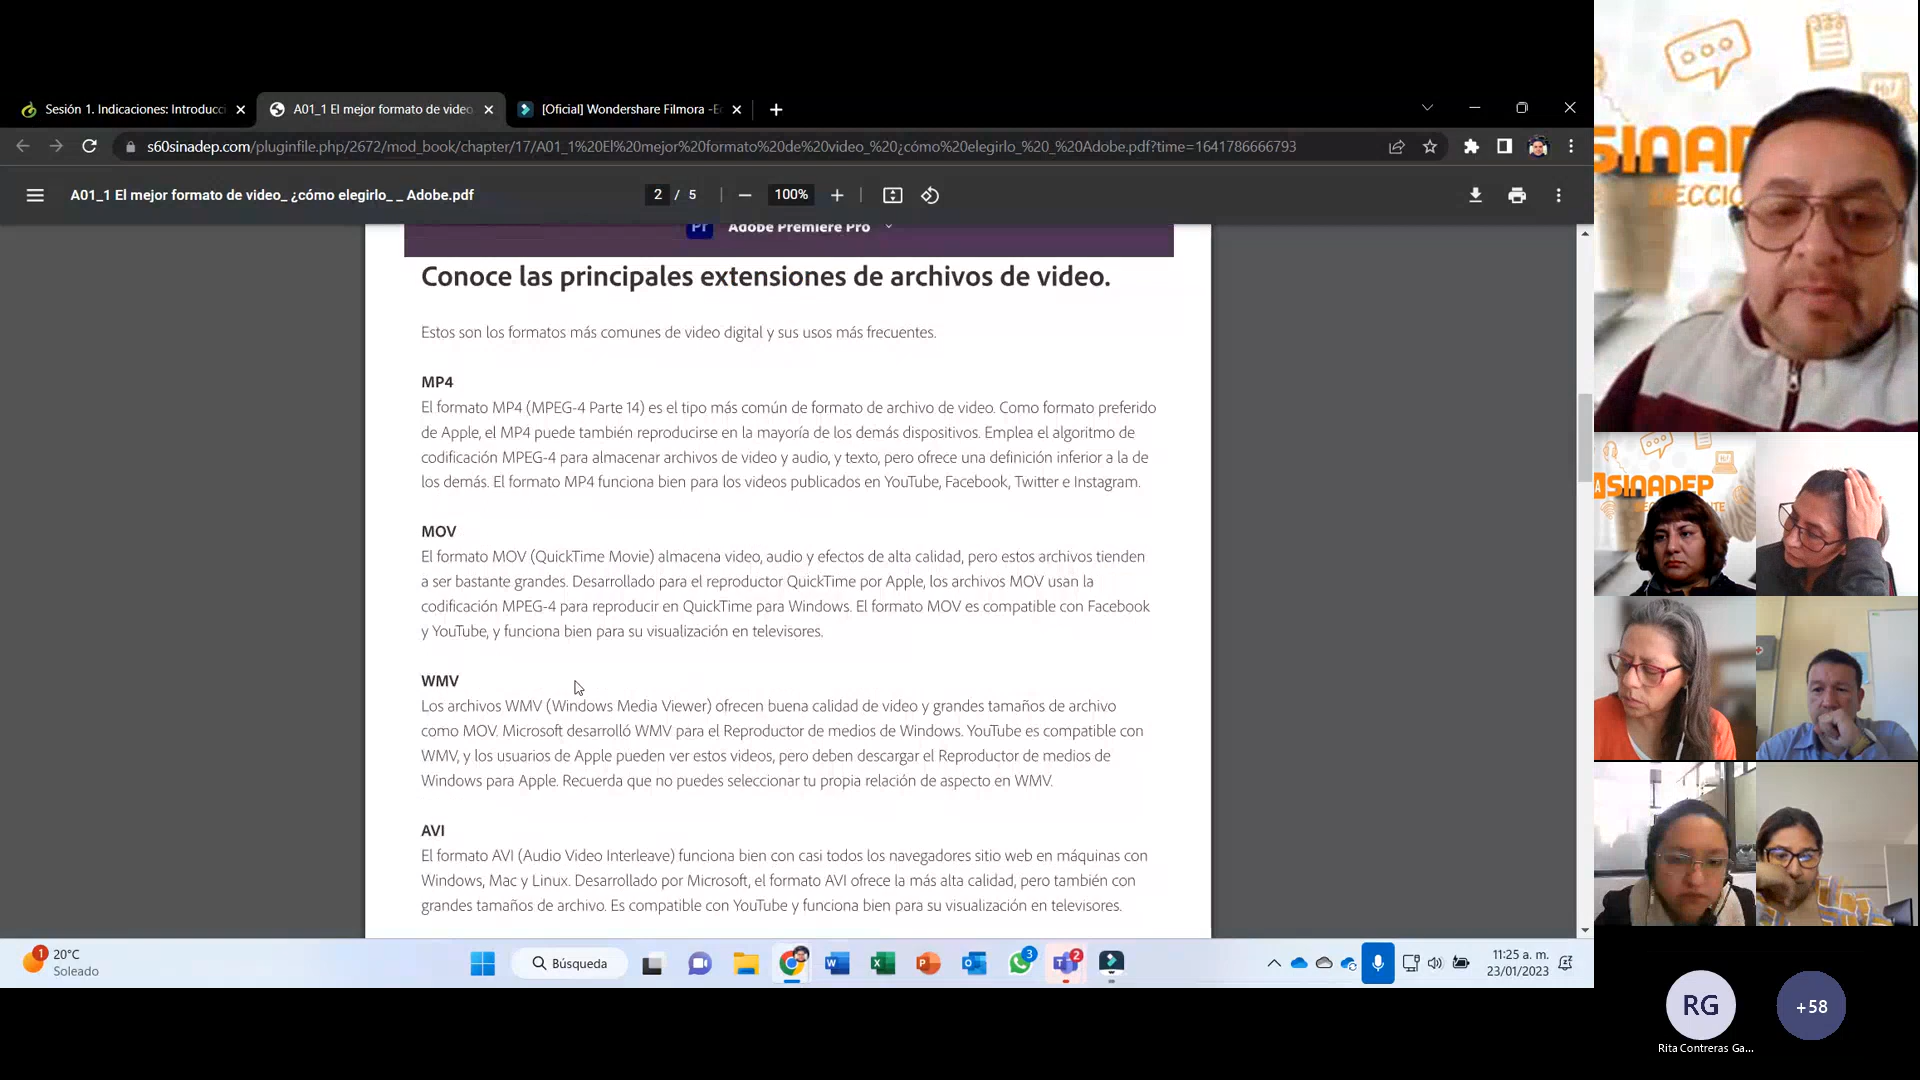 Sesión 1. Indicaciones: Introducci
A01_1 El mejor formato de video
[Oficial] Wondershare Filmora -E
s60sinadep.com/pluginfile.php/2672/mod_book/chapter/17/A01_1%20El%20mejor%20formato%20de%20video_%20¿cómo%20elegirlo_%20_%20Adobe.pdf?time=1641786666793
A01_1 El mejor formato de video_ ¿cómo elegirlo_ _ Adobe.pdf
2 / 5
100%
Pr Adobe Premiere Pro
Conoce las principales extensiones de archivos de video.
Estos son los formatos más comunes de video digital y sus usos más frecuentes.
MP4
El formato MP4 (MPEG-4 Parte 14) es el tipo más común de formato de archivo de video. Como formato preferido
de Apple, el MP4 puede también reproducirse en la mayoría de los demás dispositivos. Emplea el algoritmo de
codificación MPEG-4 para almacenar archivos de video y audio, y texto, pero ofrece una definición inferior a la de
los demás. El formato MP4 funciona bien para los videos publicados en YouTube, Facebook, Twitter e Instagram.
MOV
El formato MOV (QuickTime Movie) almacena video, audio y efectos de alta calidad, pero estos archivos tienden
a ser bastante grandes. Desarrollado para el reproductor QuickTime por Apple, los archivos MOV usan la
codificación MPEG-4 para reproducir en QuickTime para Windows. El formato MOV es compatible con Facebook
y YouTube, y funciona bien para su visualización en televisores.
WMV
Los archivos WMV (Windows Media Viewer) ofrecen buena calidad de video y grandes tamaños de archivo
como MOV. Microsoft desarrolló WMV para el Reproductor de medios de Windows. YouTube es compatible con
WMV, y los usuarios de Apple pueden ver estos videos, pero deben descargar el Reproductor de medios de
Windows para Apple. Recuerda que no puedes seleccionar tu propia relación de aspecto en WMV.
AVI
El formato AVI (Audio Video Interleave) funciona bien con casi todos los navegadores sitio web en máquinas con
Windows, Mac y Linux. Desarrollado por Microsoft, el formato AVI ofrece la más alta calidad, pero también con
grandes tamaños de archivo. Es compatible con YouTube y funciona bien para su visualización en televisores.
1
20°C
Soleado
Búsqueda
3
2
11:25 a. m.
23/01/2023
SINAD
ECCIO
SINADEP
RG
Rita Contreras Ga...
+58